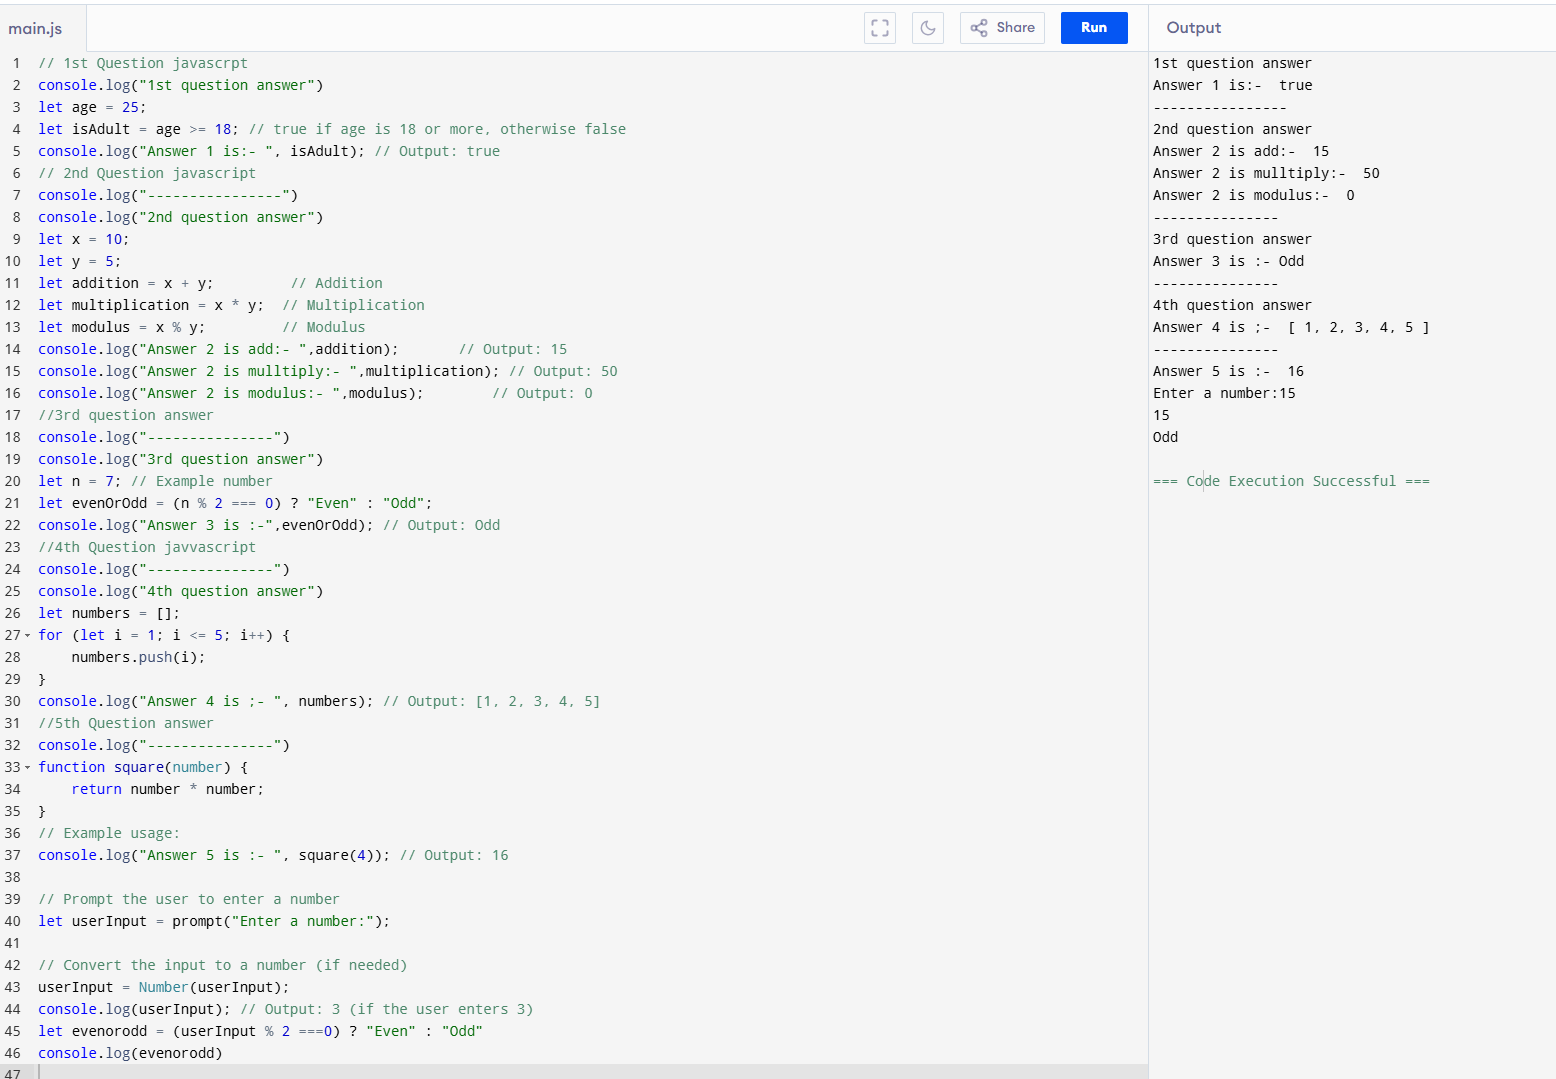 main.js Share Run Output
1 // 1st Question javascrpt
2 console.log("1st question answer")
3 let age = 25;
4 let isAdult = age >= 18; // true if age is 18 or more, otherwise false
5 console.log("Answer 1 is:- ", isAdult); // Output: true
6 // 2nd Question javascript
7 console.log("----------------")
8 console.log("2nd question answer")
9 let x = 10;
10 let y = 5;
11 let addition = x + y;         // Addition
12 let multiplication = x * y;  // Multiplication
13 let modulus = x % y;         // Modulus
14 console.log("Answer 2 is add:- ",addition);       // Output: 15
15 console.log("Answer 2 is mulltiply:- ",multiplication); // Output: 50
16 console.log("Answer 2 is modulus:- ",modulus);        // Output: 0
17 //3rd question answer
18 console.log("---------------")
19 console.log("3rd question answer")
20 let n = 7; // Example number
21 let evenOrOdd = (n % 2 === 0) ? "Even" : "Odd";
22 console.log("Answer 3 is :-",evenOrOdd); // Output: Odd
23 //4th Question javvascript
24 console.log("---------------")
25 console.log("4th question answer")
26 let numbers = [];
27 for (let i = 1; i <= 5; i++) {
28     numbers.push(i);
29 }
30 console.log("Answer 4 is ;- ", numbers); // Output: [1, 2, 3, 4, 5]
31 //5th Question answer
32 console.log("---------------")
33 function square(number) {
34     return number * number;
35 }
36 // Example usage:
37 console.log("Answer 5 is :- ", square(4)); // Output: 16
38
39 // Prompt the user to enter a number
40 let userInput = prompt("Enter a number:");
41
42 // Convert the input to a number (if needed)
43 userInput = Number(userInput);
44 console.log(userInput); // Output: 3 (if the user enters 3)
45 let evenorodd = (userInput % 2 ===0) ? "Even" : "Odd"
46 console.log(evenorodd)
47
1st question answer
Answer 1 is:-  true
----------------
2nd question answer
Answer 2 is add:-  15
Answer 2 is mulltiply:-  50
Answer 2 is modulus:-  0
---------------
3rd question answer
Answer 3 is :- Odd
---------------
4th question answer
Answer 4 is ;-  [ 1, 2, 3, 4, 5 ]
---------------
Answer 5 is :-  16
Enter a number:15
15
Odd
=== Code Execution Successful ===